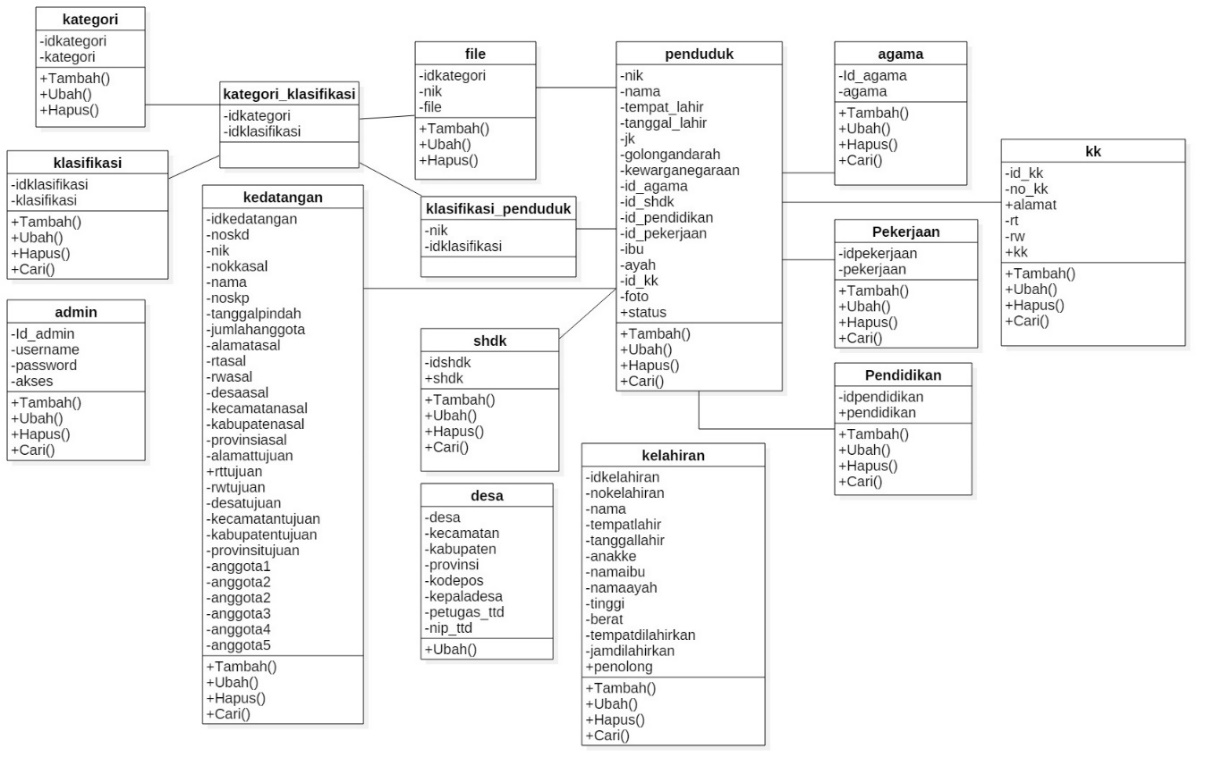 kategori
-idkategori
-kategori
+Tambah()
+Ubah()
+Hapus()
klasifikasi
-idklasifikasi
-klasifikasi
+Tambah()
+Ubah()
+Hapus()
+Cari()
admin
-Id_admin
-username
-password
-akses
+Tambah()
+Ubah()
+Hapus()
+Cari()
kategori_klasifikasi
-idkategori
-idklasifikasi
kedatangan
-idkedatangan
-noskd
-nik
-nokkasal
-nama
-noskp
-tanggalpindah
-jumlahanggota
-alamatasal
-rtasal
-rwasal
-desaasal
-kecamatanasal
-kabupatenasal
-provinsiasal
-alamattujuan
+rttujuan
-rwtujuan
-desatujuan
-kecamatantujuan
-kabupatentujuan
-provinsitujuan
-anggota1
-anggota2
-anggota2
-anggota3
-anggota4
-anggota5
+Tambah()
+Ubah()
+Hapus()
+Cari()
file
-idkategori
-nik
-file
+Tambah()
+Ubah()
+Hapus()
klasifikasi_penduduk
-nik
-idklasifikasi
shdk
-idshdk
+shdk
+Tambah()
+Ubah()
+Hapus()
+Cari()
desa
-desa
-kecamatan
-kabupaten
-provinsi
-kodepos
-kepaladesa
-petugas_ttd
-nip_ttd
+Ubah()
penduduk
-nik
-nama
-tempat_lahir
-tanggal_lahir
-jk
-golongandarah
-kewarganegaraan
-id_agama
-id_shdk
-id_pendidikan
-id_pekerjaan
-ibu
-ayah
-id_kk
-foto
+status
+Tambah()
+Ubah()
+Hapus()
+Cari()
kelahiran
-idkelahiran
-nokelahiran
-nama
-tempatlahir
-tanggallahir
-anakke
-namaibu
-namaayah
-tinggi
-berat
-tempatdilahirkan
-jamdilahirkan
+penolong
+Tambah()
+Ubah()
+Hapus()
+Cari()
agama
-Id_agama
-agama
+Tambah()
+Ubah()
+Hapus()
+Cari()
Pekerjaan
-idpekerjaan
-pekerjaan
+Tambah()
+Ubah()
+Hapus()
+Cari()
Pendidikan
-idpendidikan
+pendidikan
+Tambah()
+Ubah()
+Hapus()
+Cari()
kk
-id_kk
-no_kk
+alamat
-rt
-rw
+kk
+Tambah()
+Ubah()
+Hapus()
+Cari()